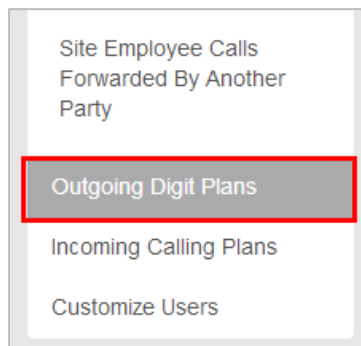 Site Employee Calls
Forwarded By Another
Party
Outgoing Digit Plans
Incoming Calling Plans
Customize Users